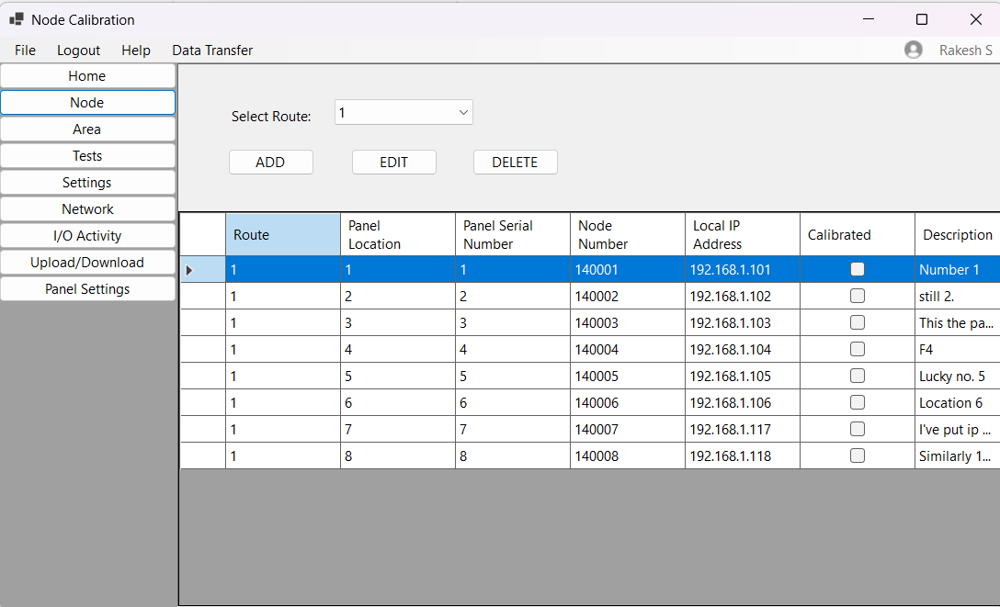 Node Calibration
File Logout Help Data Transfer Rakesh S
Home
Node
Area
Tests
Settings
Network
I/O Activity
Upload/Download
Panel Settings
Select Route: 1
ADD EDIT DELETE
Route Panel Location Panel Serial Number Node Number Local IP Address Calibrated Description
1 1 1 140001 192.168.1.101 Number 1
1 2 2 140002 192.168.1.102 still 2.
1 3 3 140003 192.168.1.103 This the pa...
1 4 4 140004 192.168.1.104 F4
1 5 5 140005 192.168.1.105 Lucky no. 5
1 6 6 140006 192.168.1.106 Location 6
1 7 7 140007 192.168.1.117 I've put ip ...
1 8 8 140008 192.168.1.118 Similarly 1...